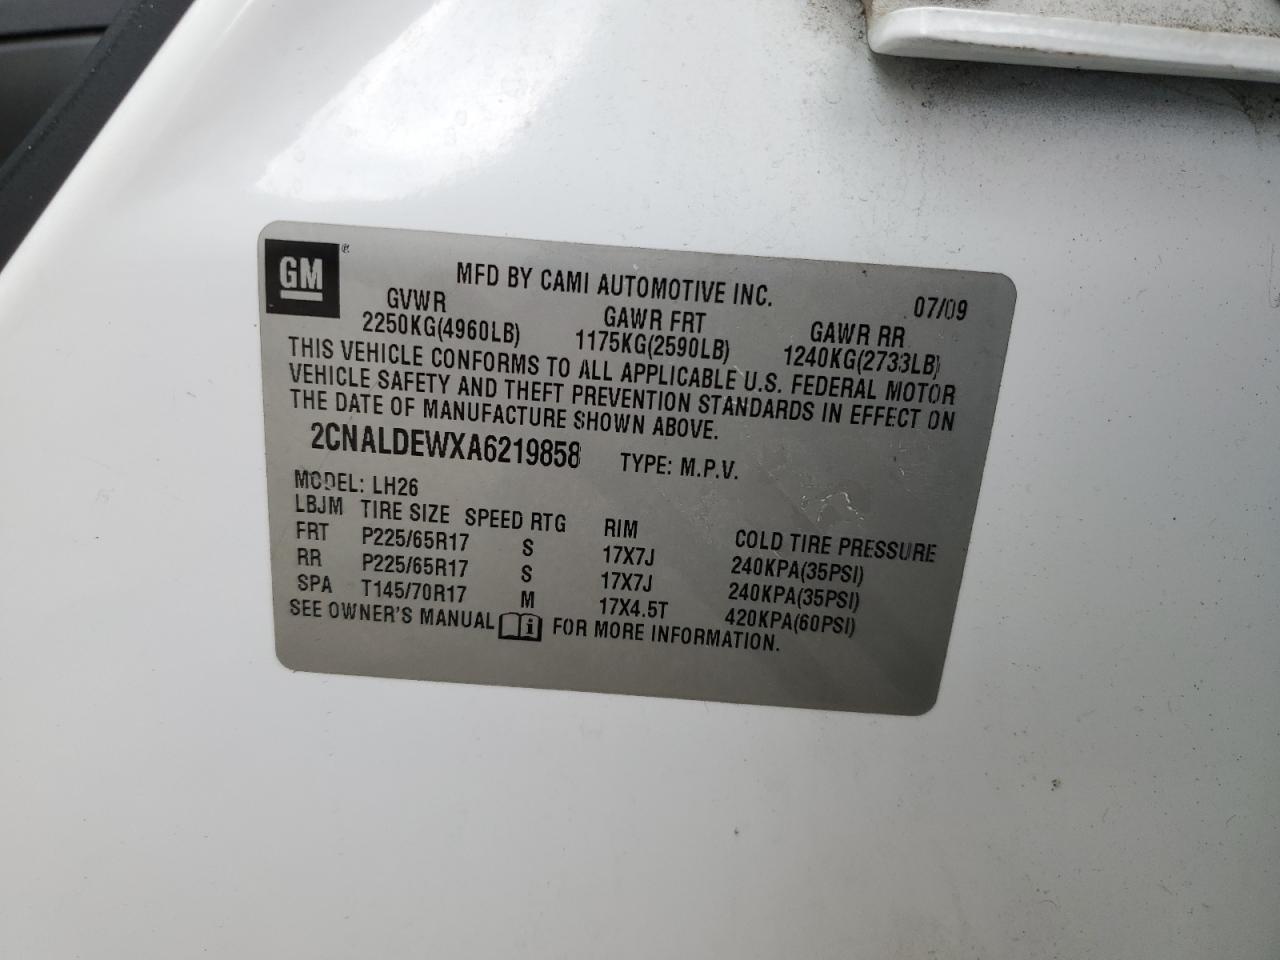 GM ®
MFD BY CAMI AUTOMOTIVE INC. 07/09
GVWR GAWR FRT GAWR RR
2250KG(4960LB) 1175KG(2590LB) 1240KG(2733LB)
THIS VEHICLE CONFORMS TO ALL APPLICABLE U.S. FEDERAL MOTOR
VEHICLE SAFETY AND THEFT PREVENTION STANDARDS IN EFFECT ON
THE DATE OF MANUFACTURE SHOWN ABOVE.
2CNALDEWXA6219858 TYPE: M.P.V.
MODEL: LH26
LBJM TIRE SIZE SPEED RTG RIM COLD TIRE PRESSURE
FRT P225/65R17 S 17X7J 240KPA(35PSI)
RR P225/65R17 S 17X7J 240KPA(35PSI)
SPA T145/70R17 M 17X4.5T 420KPA(60PSI)
SEE OWNER'S MANUAL i FOR MORE INFORMATION.